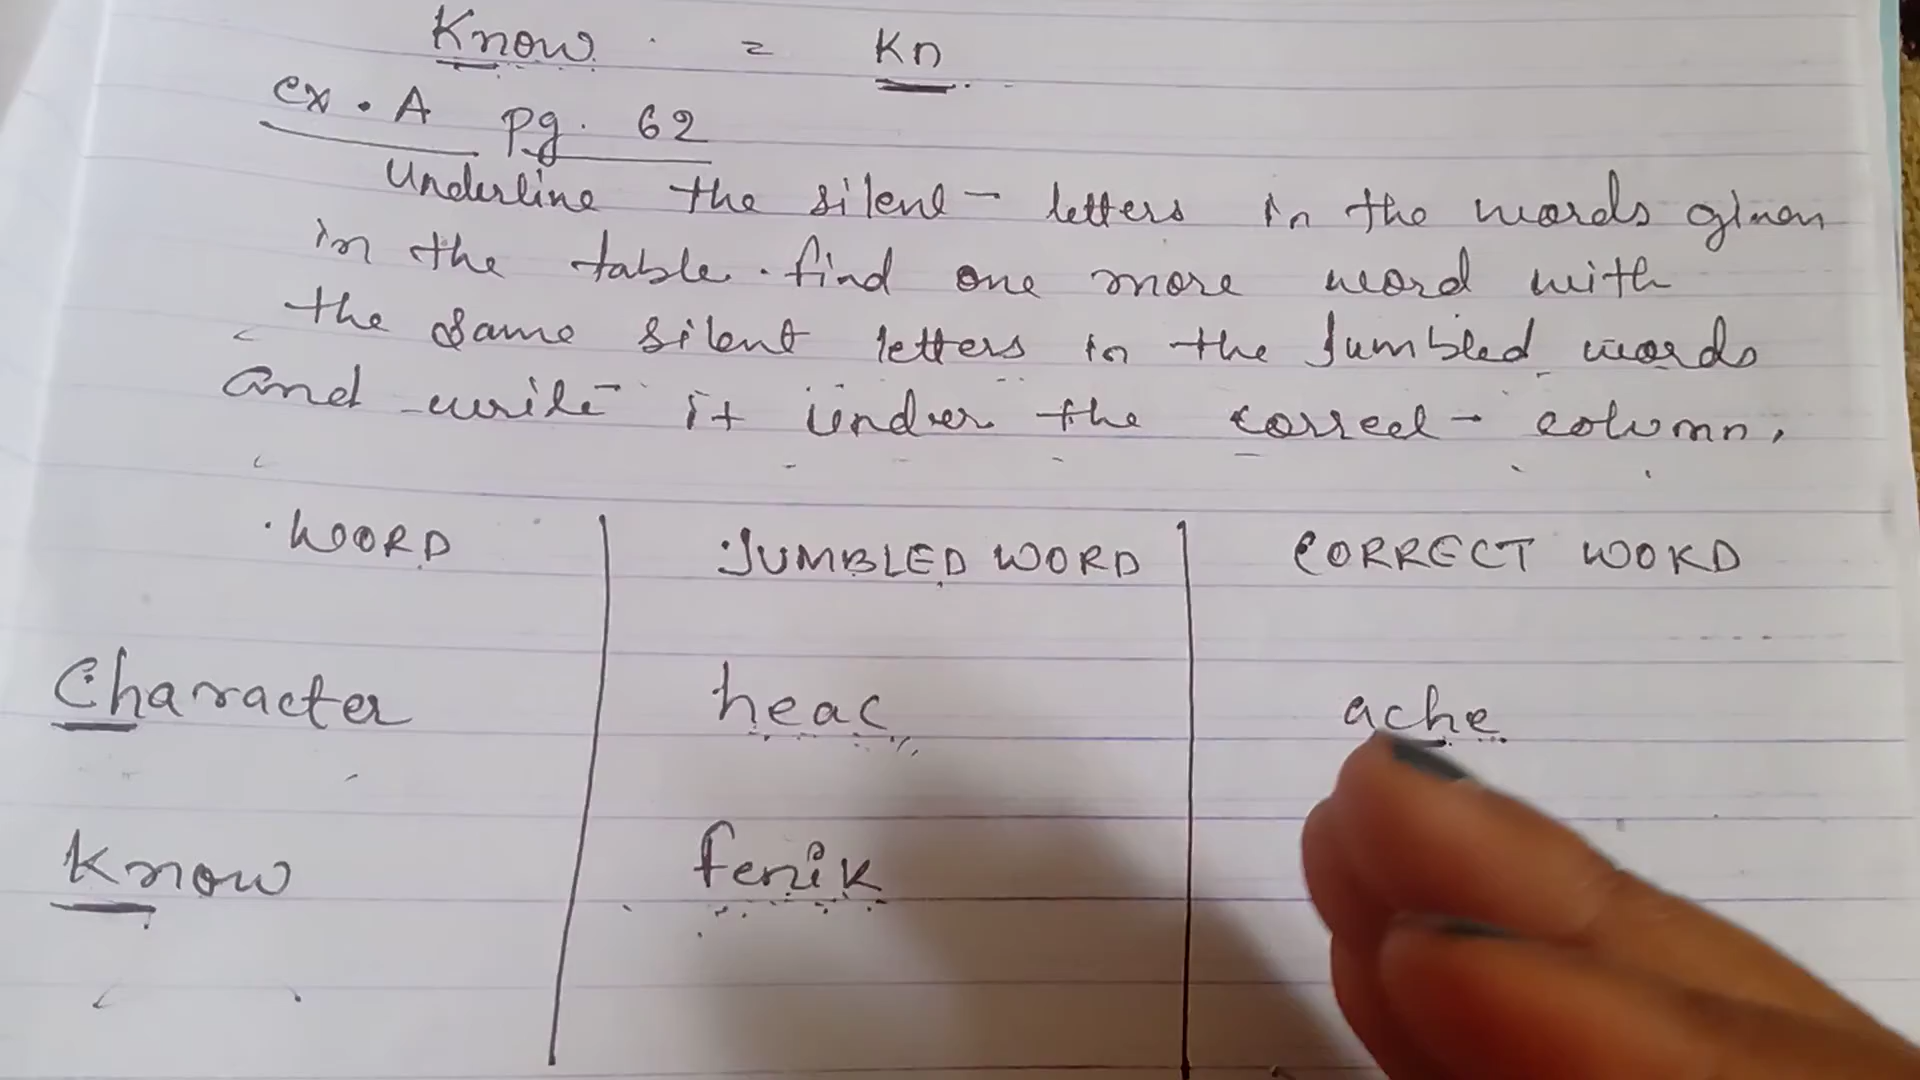 Know = Kn
ex. A pg. 62
Underline the silent letters in the words given
in the table. find one more word with
the same silent letters in the Jumbled words
and write it under the correct column.
WORD JUMBLED WORD CORRECT WORD
Character heac ache
Know fenik